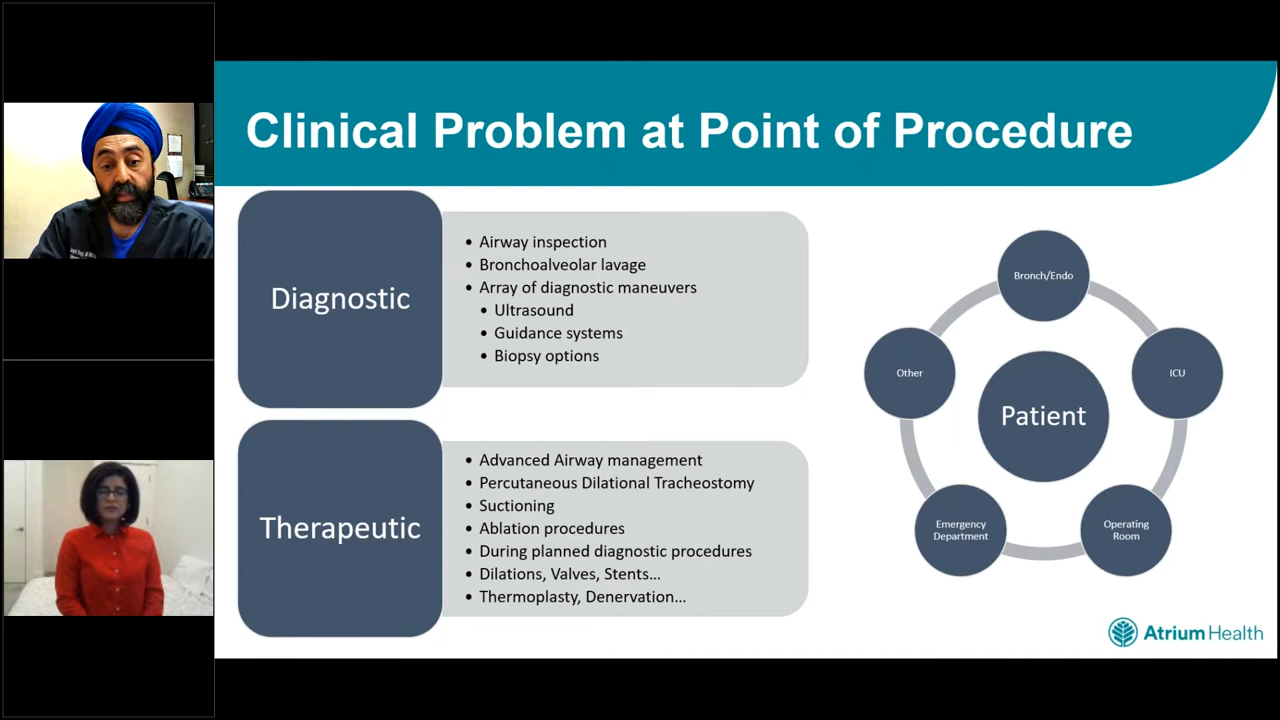 Clinical Problem at Point of Procedure
Diagnostic
• Airway inspection
• Bronchoalveolar lavage
• Array of diagnostic maneuvers
• Ultrasound
• Guidance systems
• Biopsy options
Therapeutic
• Advanced Airway management
• Percutaneous Dilational Tracheostomy
• Suctioning
• Ablation procedures
• During planned diagnostic procedures
• Dilations, Valves, Stents...
• Thermoplasty, Denervation...
Bronch/Endo
Other
ICU
Patient
Emergency
Department
Operating
Room
Atrium Health